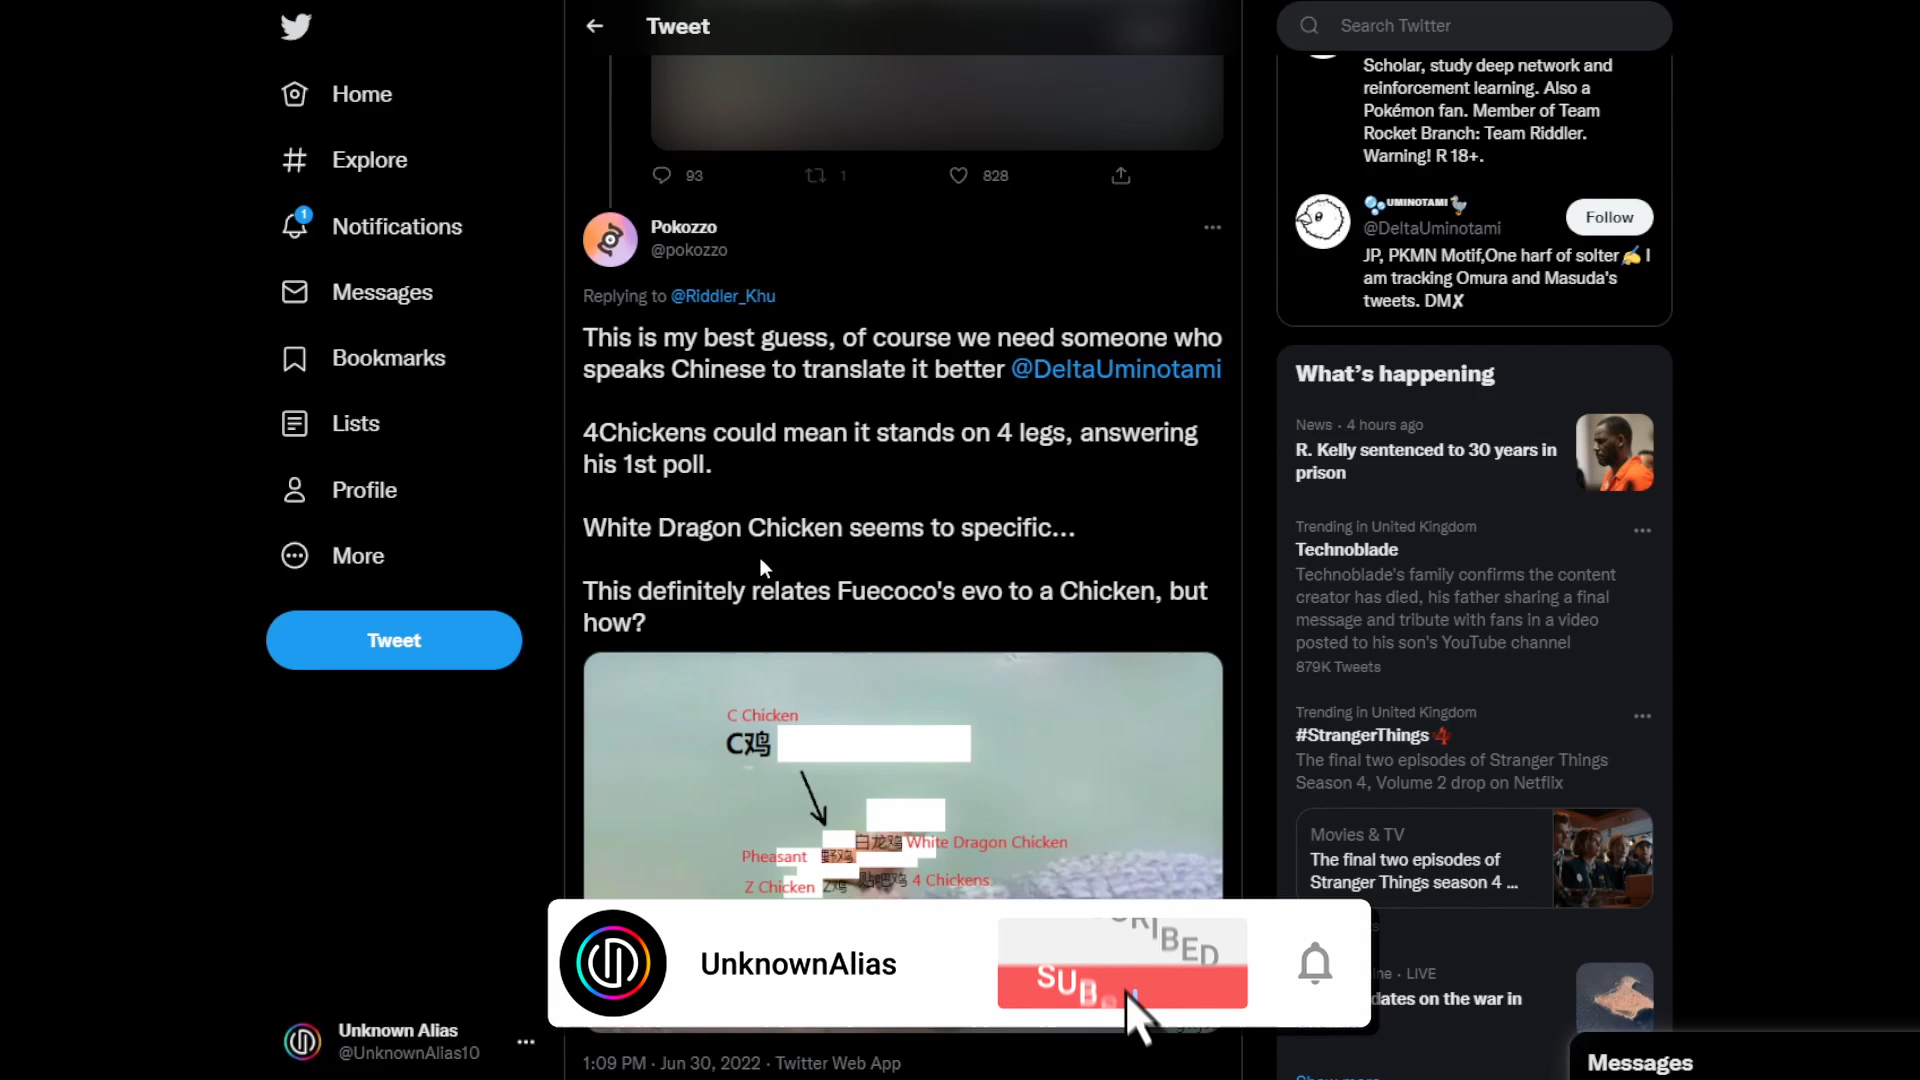 Home
Explore
1
Notifications
Messages
Bookmarks
Lists
Profile
More
Tweet
Unknown Alias
@UnknownAlias10
Tweet
93
1
828
Pokozzo
@pokozzo
Replying to @Riddler_Khu
This is my best guess, of course we need someone who
speaks Chinese to translate it better @DeltaUminotami
4Chickens could mean it stands on 4 legs, answering
his 1st poll.
White Dragon Chicken seems to specific...
This definitely relates Fuecoco's evo to a Chicken, but
how?
C Chicken
C鸡
白龙鸡 White Dragon Chicken
Pheasant 野鸡
Z Chicken Z鸡 贴吧鸡 4 Chickens
UnknownAlias
1:09 PM · Jun 30, 2022 · Twitter Web App
Search Twitter
Scholar, study deep network and
reinforcement learning. Also a
Pokémon fan. Member of Team
Rocket Branch: Team Riddler.
Warning! R 18+.
UMINOTAMI
@DeltaUminotami
Follow
JP, PKMN Motif,One harf of solter✍️ I
am tracking Omura and Masuda's
tweets. DM✗
What's happening
News · 4 hours ago
R. Kelly sentenced to 30 years in
prison
Trending in United Kingdom
Technoblade
Technoblade's family confirms the content
creator has died, his father sharing a final
message and tribute with fans in a video
posted to his son's YouTube channel
879K Tweets
Trending in United Kingdom
#StrangerThings 4
The final two episodes of Stranger Things
Season 4, Volume 2 drop on Netflix
Movies & TV
The final two episodes of
Stranger Things season 4 ...
· LIVE
on the war in
Messages